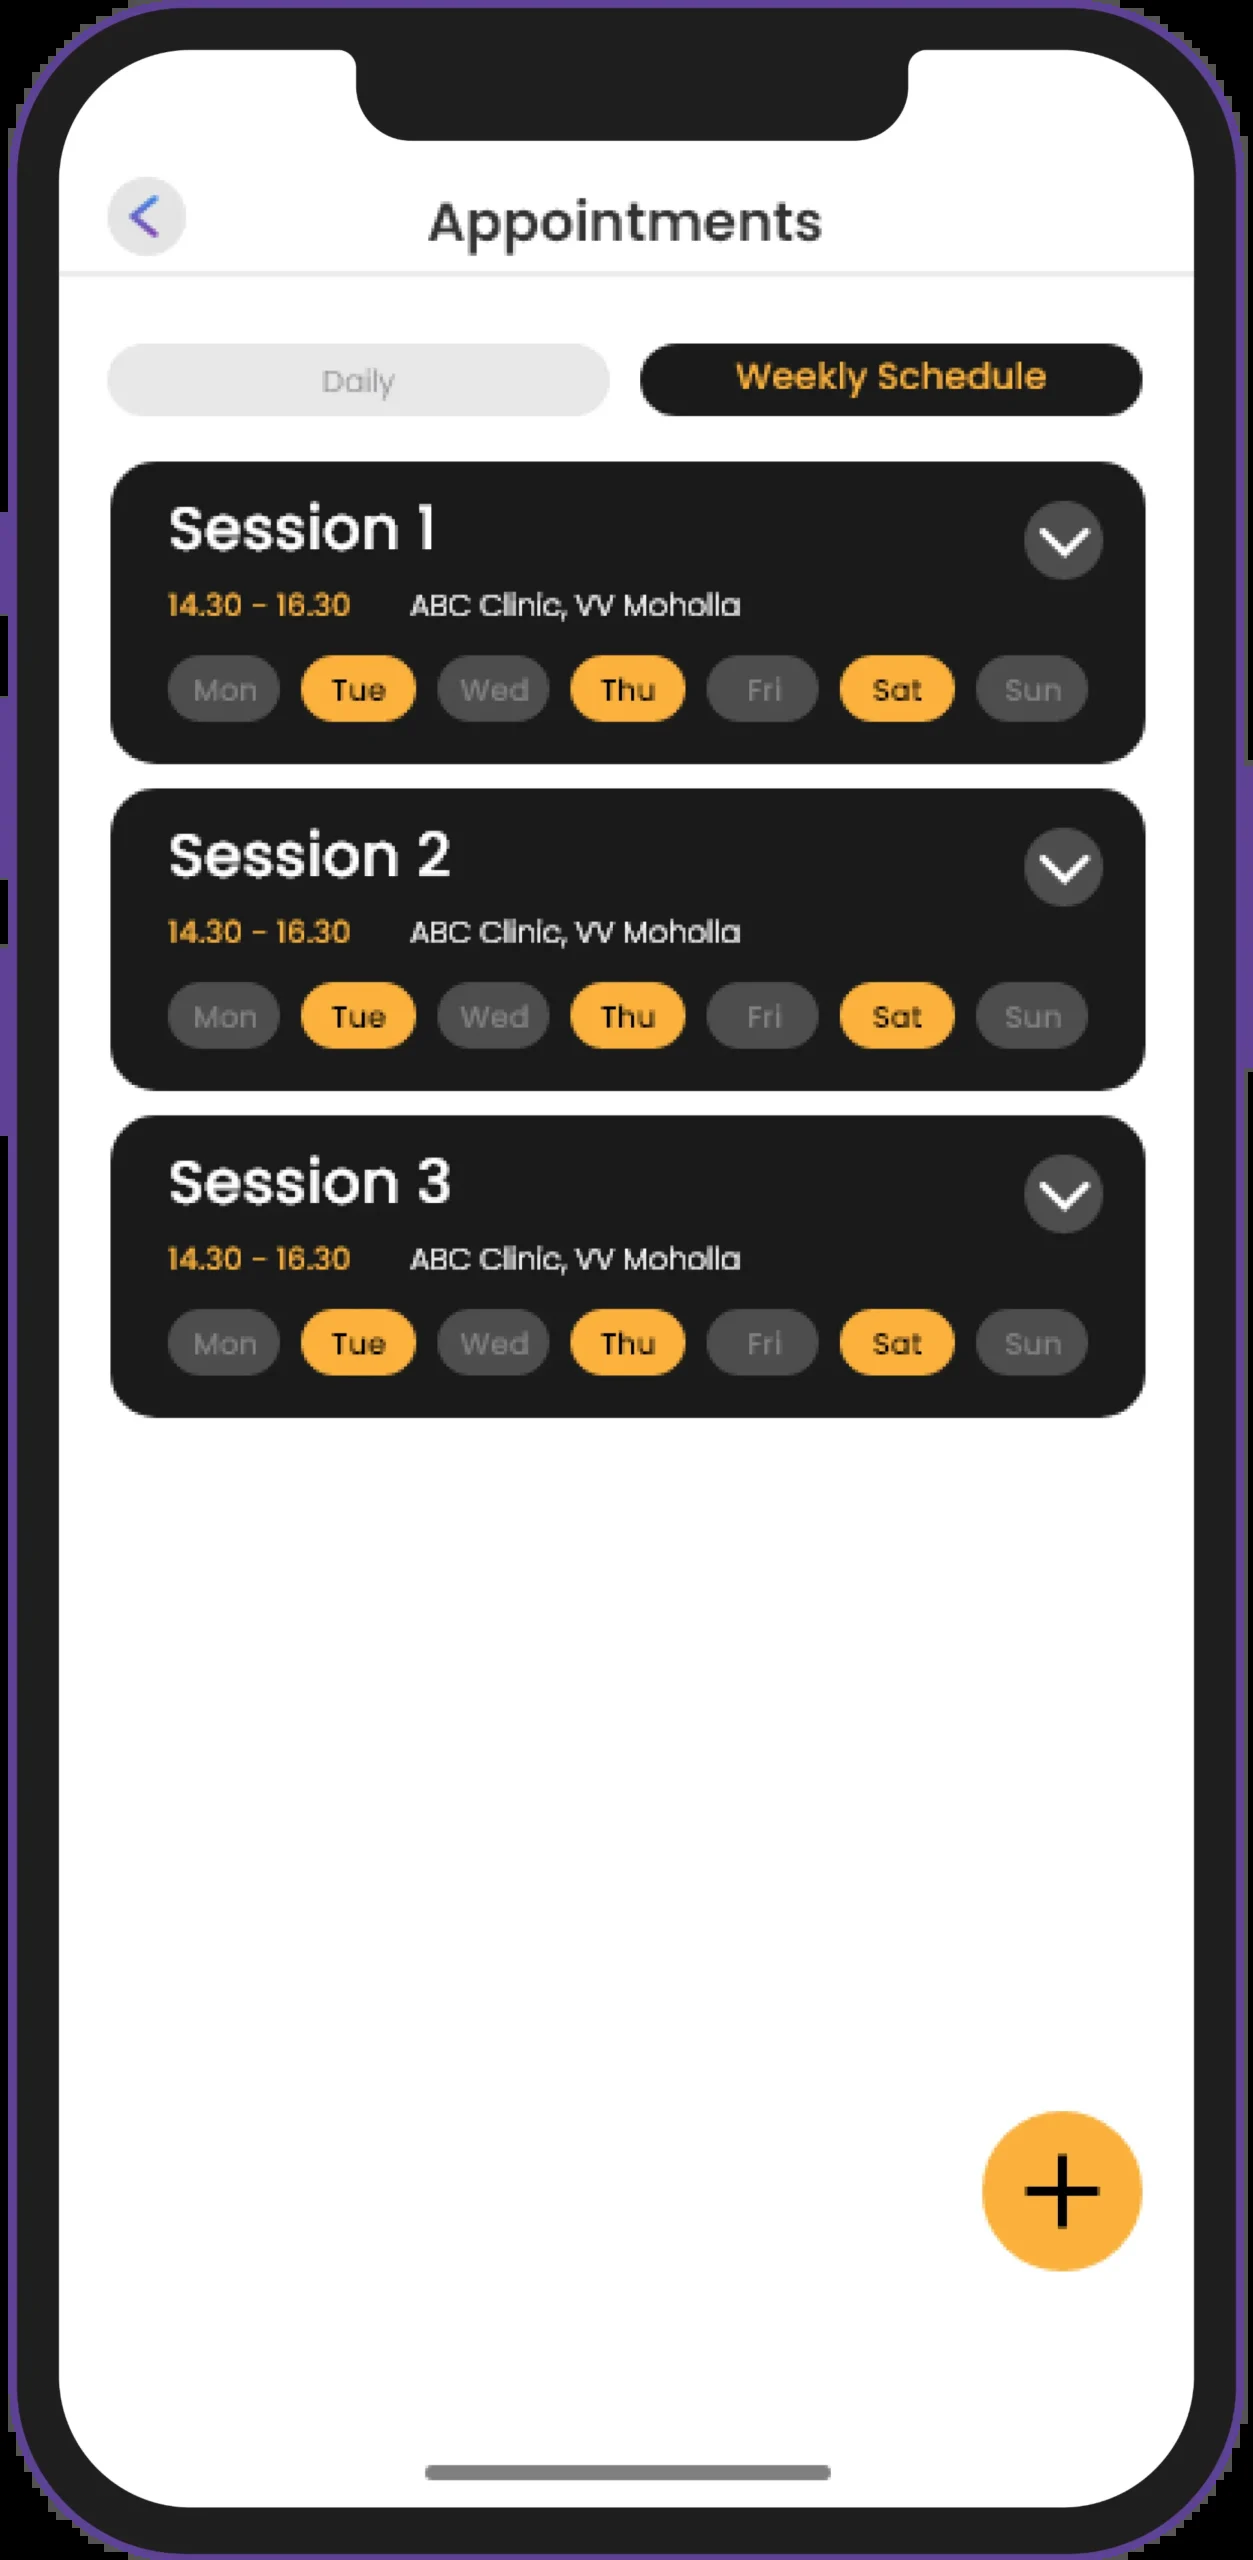 Appointments
Daily
Weekly Schedule
Session 1
14.30 - 16.30 ABC Clinic, VV Moholla
Mon Tue Wed Thu Fri Sat Sun
Session 2
14.30 - 16.30 ABC Clinic, VV Moholla
Mon Tue Wed Thu Fri Sat Sun
Session 3
14.30 - 16.30 ABC Clinic, VV Moholla
Mon Tue Wed Thu Fri Sat Sun